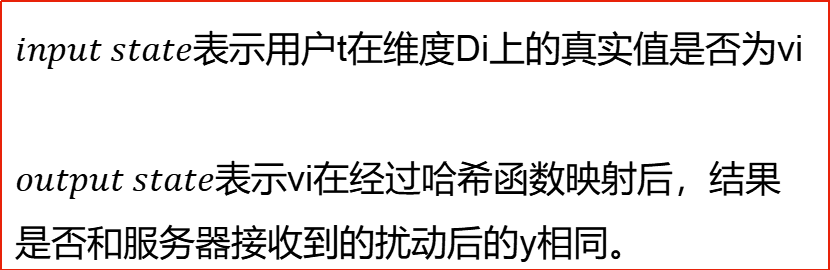 input state表示用户t在维度Di上的真实值是否为vi
output state表示vi在经过哈希函数映射后，结果
是否和服务器接收到的扰动后的y相同。